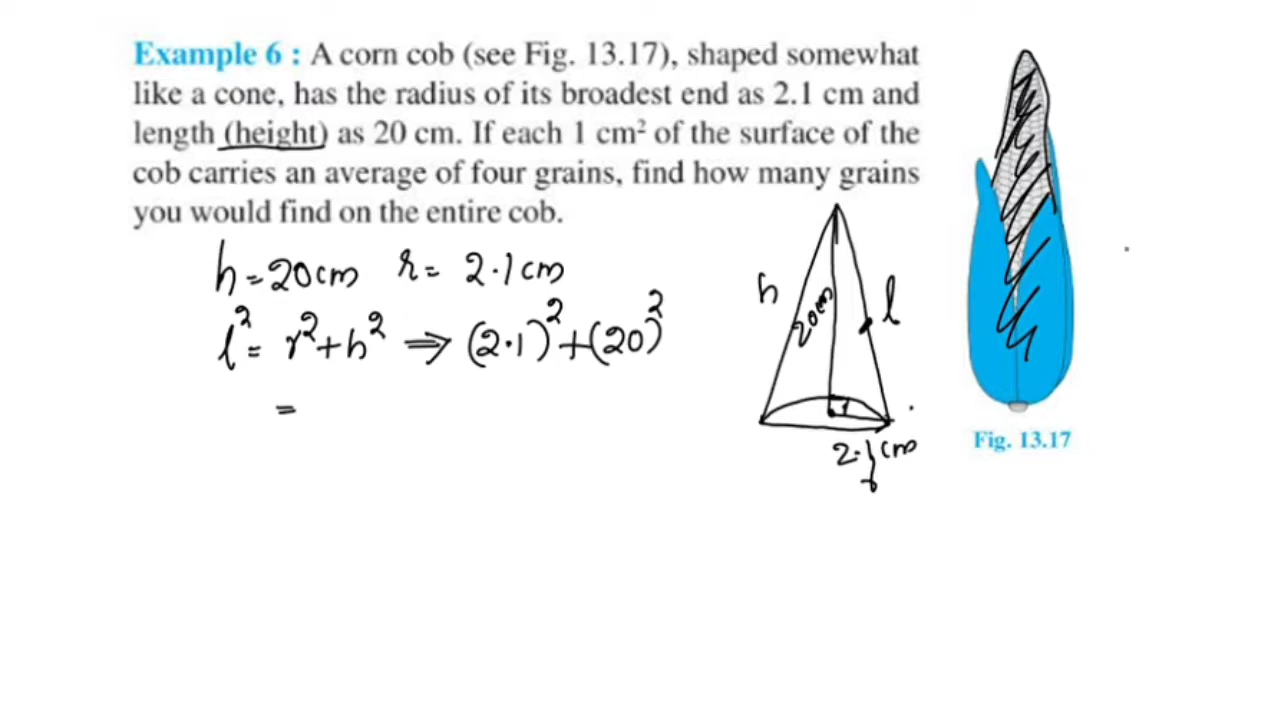 Example 6 : A corn cob (see Fig. 13.17), shaped somewhat
like a cone, has the radius of its broadest end as 2.1 cm and
length (height) as 20 cm. If each 1 cm² of the surface of the
cob carries an average of four grains, find how many grains
you would find on the entire cob.
h = 20cm r = 2.1cm
l² = r² + h² ⇒ (2.1)² + (20)²
=
h
20cm
l
2.1cm
Fig. 13.17